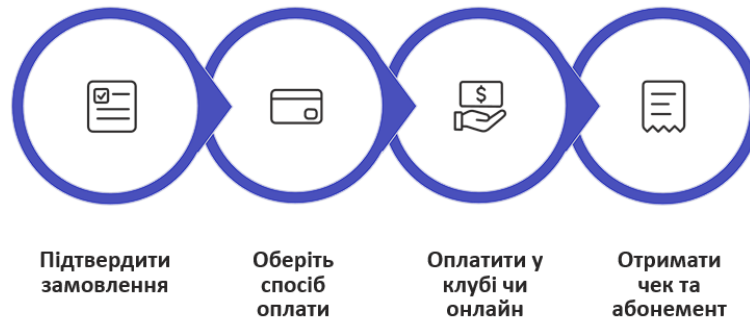 $
Підтвердити
замовлення
Оберіть
спосіб
оплати
Оплатити у
клубі чи
онлайн
Отримати
чек та
абонемент